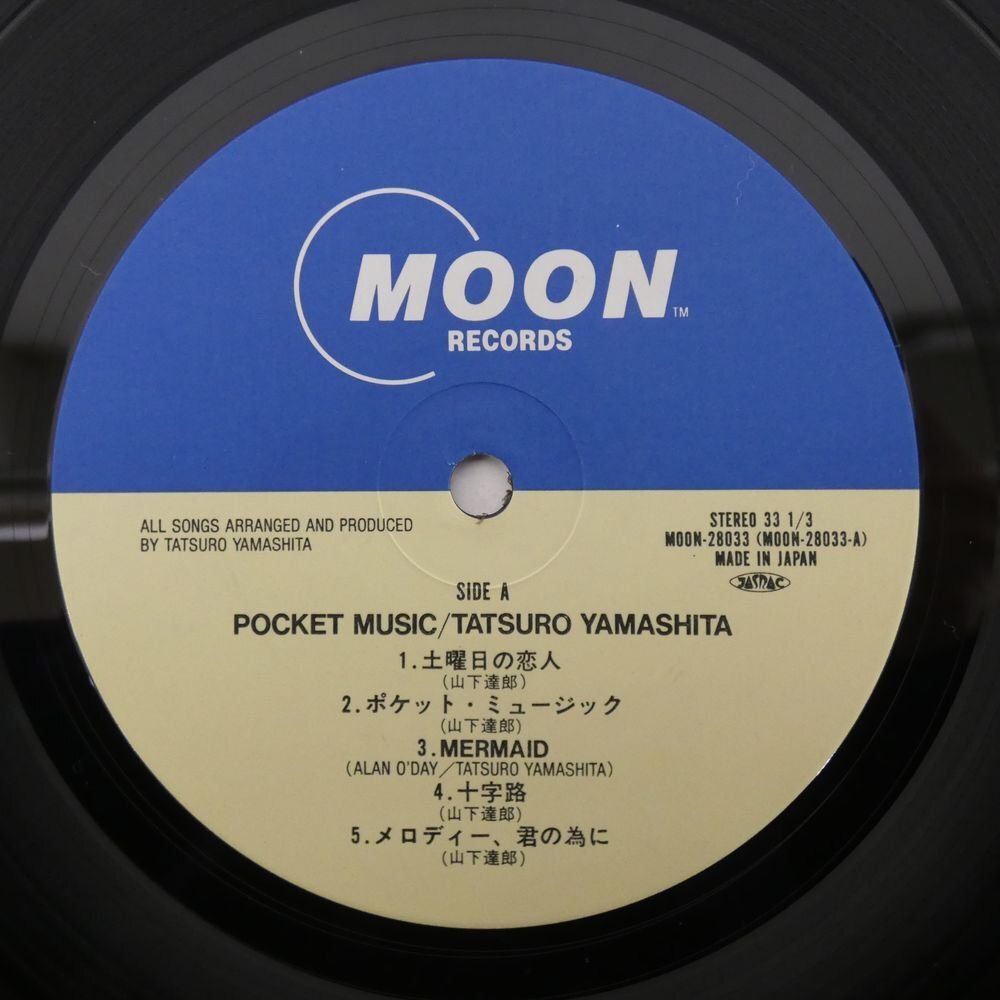 MOON TM
RECORDS
ALL SONGS ARRANGED AND PRODUCED
BY TATSURO YAMASHITA
STEREO 33 1/3
MOON-28033 (MOON-28033-A)
MADE IN JAPAN
JASRAC
SIDE A
POCKET MUSIC/TATSURO YAMASHITA
1.土曜日の恋人
(山下達郎)
2.ポケット・ミュージック
(山下達郎)
3.MERMAID
(ALAN O'DAY/TATSURO YAMASHITA)
4.十字路
(山下達郎)
5.メロディー、君の為に
(山下達郎)